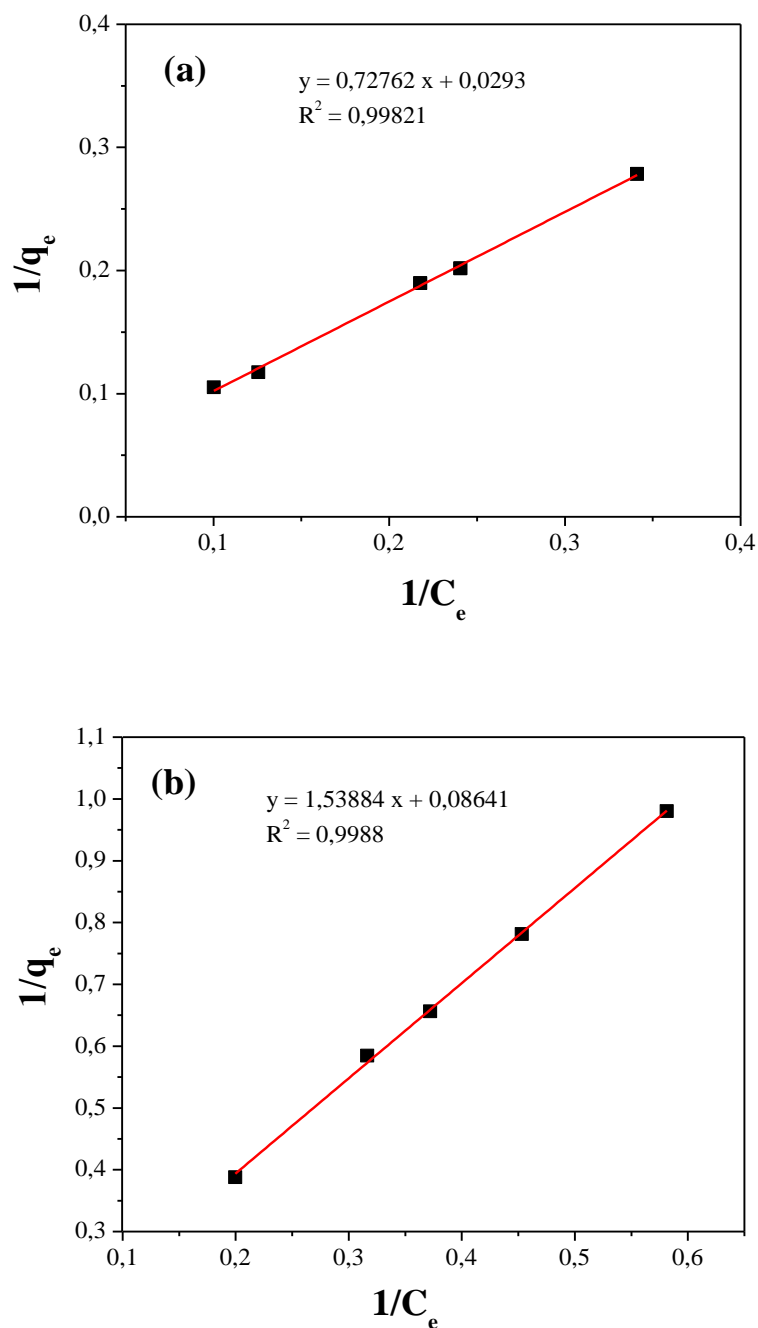 0,4
(a)
y = 0,72762 x + 0,0293
R² = 0,99821
0,3
1/qₑ
0,2
0,1
0,0
0,1 0,2 0,3 0,4
1/Cₑ
1,1
(b)
y = 1,53884 x + 0,08641
R² = 0,9988
1,0
0,9
0,8
1/qₑ
0,7
0,6
0,5
0,4
0,3
0,1 0,2 0,3 0,4 0,5 0,6
1/Cₑ